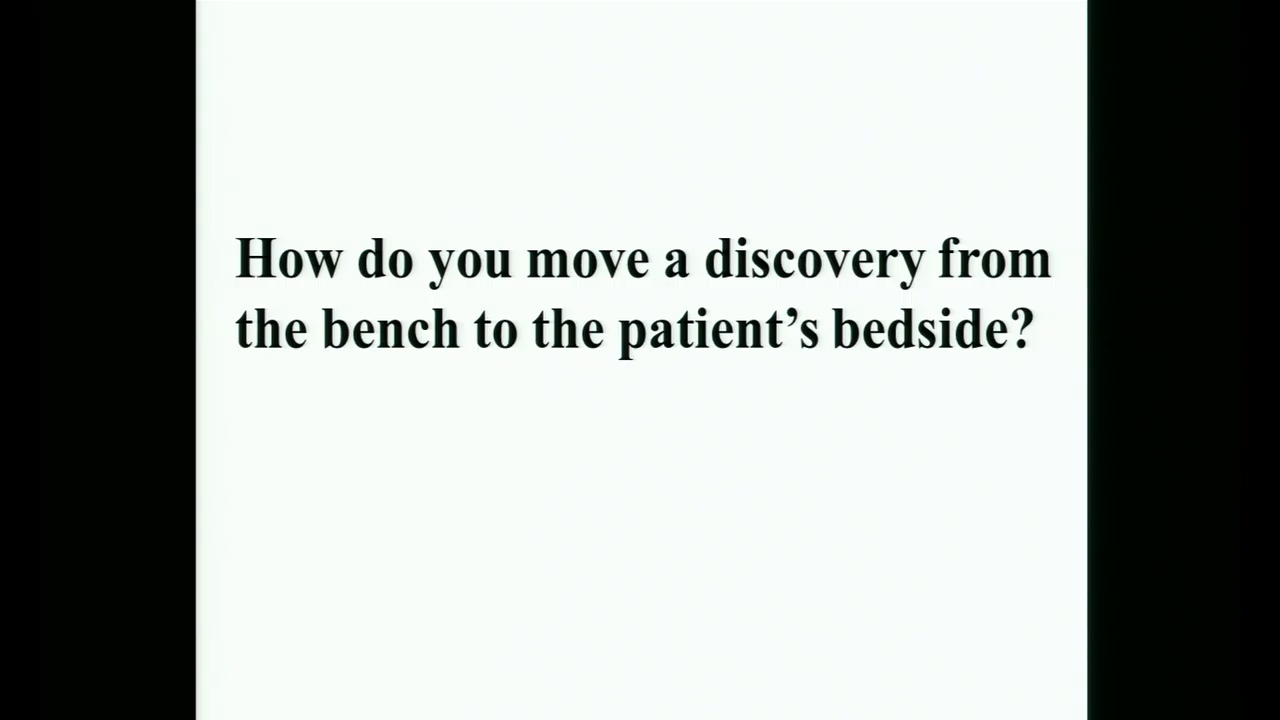 How do you move a discovery from
the bench to the patient’s bedside?